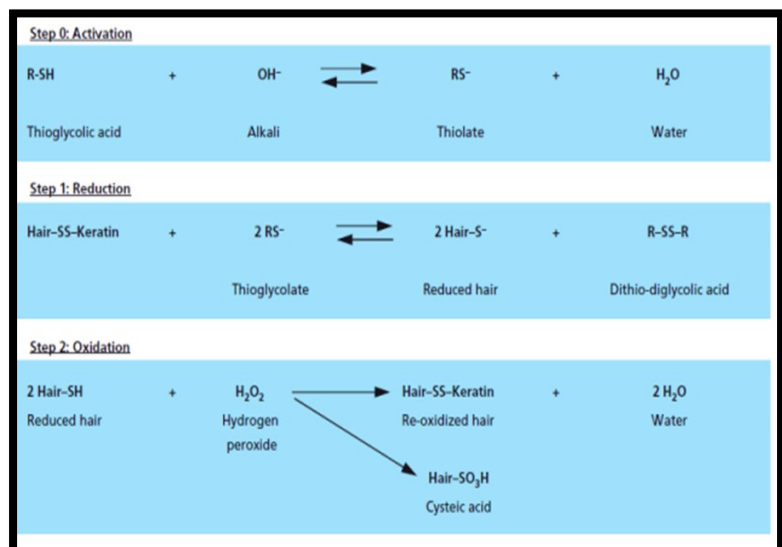 Step 0: Activation
R-SH + OH⁻ ⇌ RS⁻ + H₂O
Thioglycolic acid Alkali Thiolate Water
Step 1: Reduction
Hair–SS–Keratin + 2 RS⁻ ⇌ 2 Hair–S⁻ + R–SS–R
Thioglycolate Reduced hair Dithio-diglycolic acid
Step 2: Oxidation
2 Hair–SH + H₂O₂ → Hair–SS–Keratin + 2 H₂O
Reduced hair Hydrogen Re-oxidized hair Water
peroxide
Hair–SO₃H
Cysteic acid